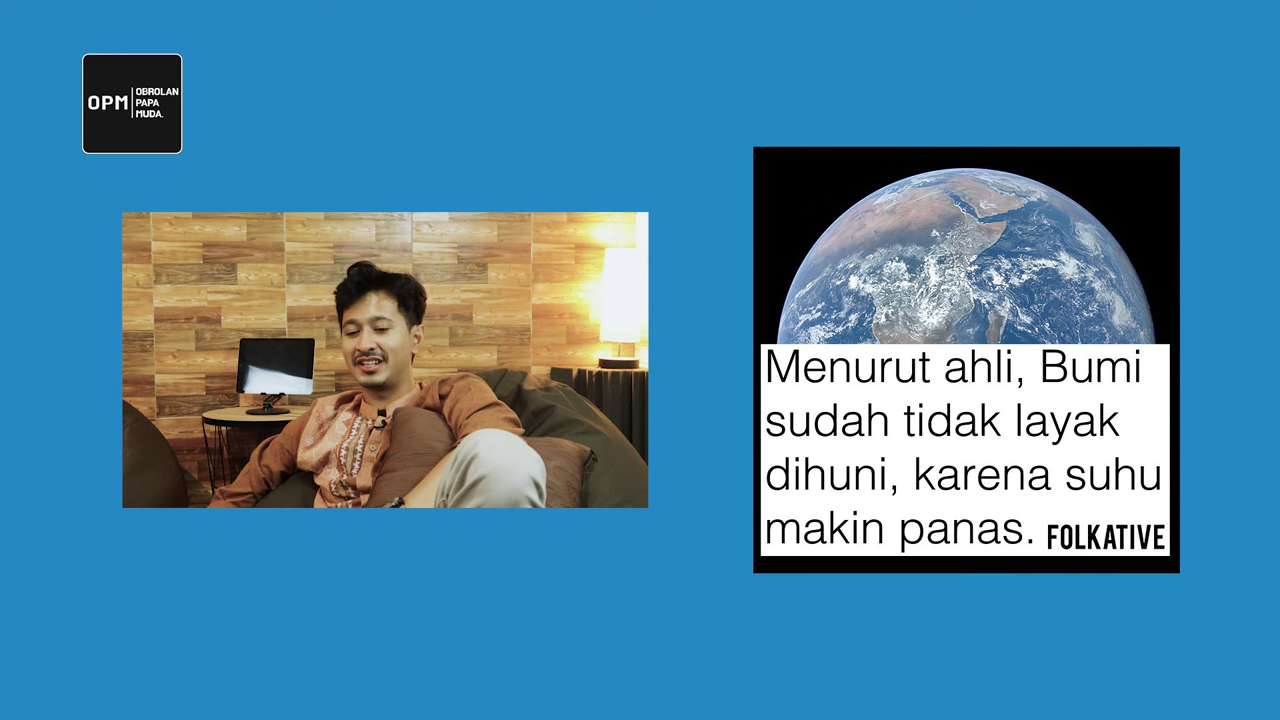 OPM
OBROLAN
PAPA
MUDA.
Menurut ahli, Bumi
sudah tidak layak
dihuni, karena suhu
makin panas.
FOLKATIVE